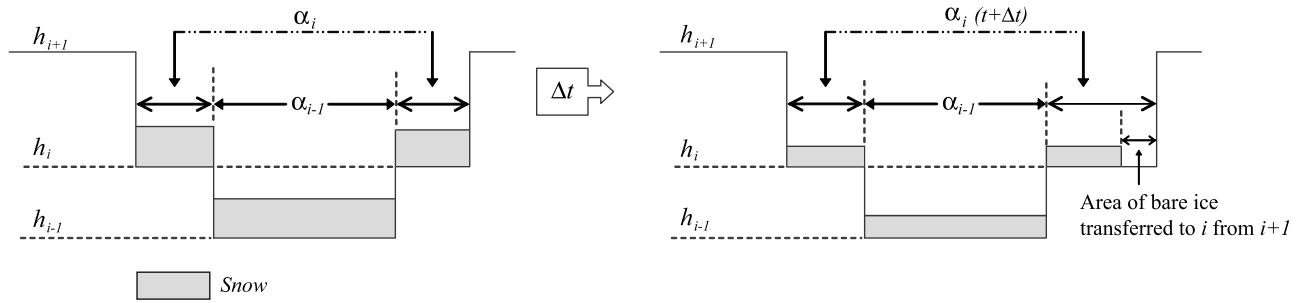 α_i
α_i (t+Δt)
h_{i+1}
h_{i+1}
α_{i-1}
Δt
α_{i-1}
h_i
h_i
h_{i-1}
h_{i-1}
Area of bare ice
transferred to i from i+1
Snow